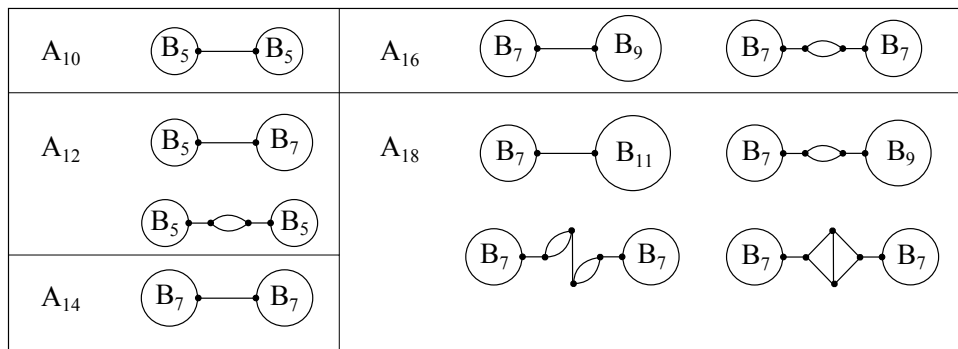 A₁₀ B₅ B₅
A₁₆ B₇ B₉ B₇ B₇
A₁₂ B₅ B₇
B₅ B₅
A₁₈ B₇ B₁₁ B₇ B₉
B₇ B₇ B₇ B₇
A₁₄ B₇ B₇